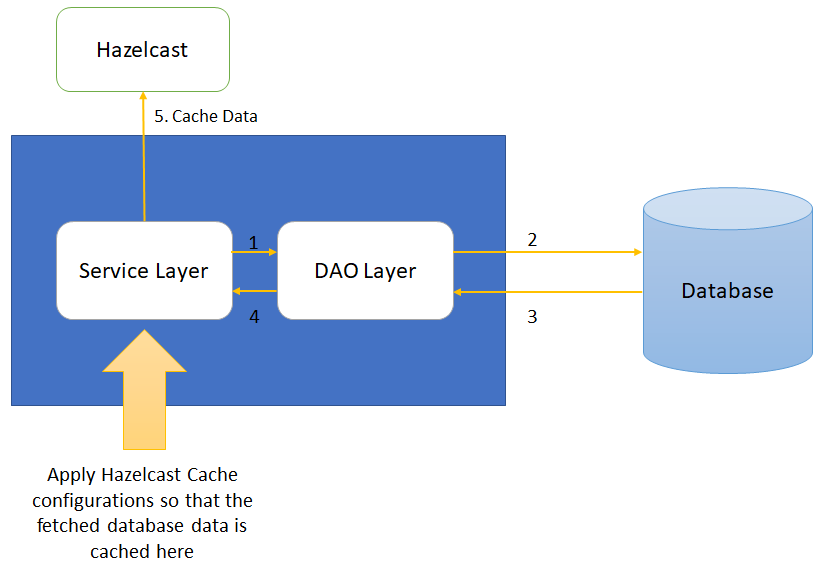 Hazelcast
5. Cache Data
1
2
Service Layer
DAO Layer
Database
4
3
Apply Hazelcast Cache
configurations so that the
fetched database data is
cached here